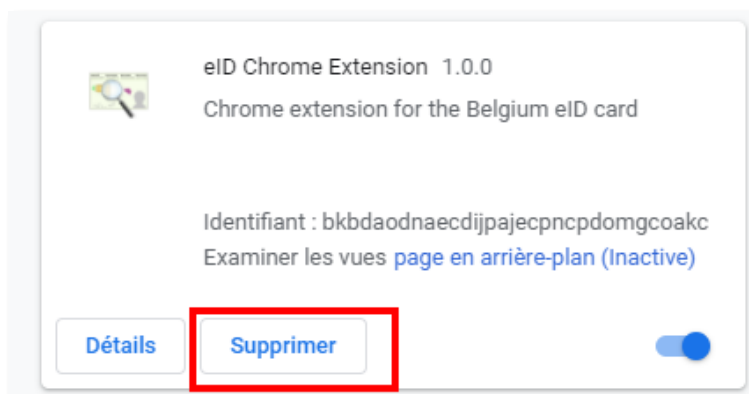 eID Chrome Extension 1.0.0
Chrome extension for the Belgium eID card
Identifiant : bkbdaodnaecdijpajecpncpdomgcoakc
Examiner les vues page en arrière-plan (Inactive)
Détails Supprimer